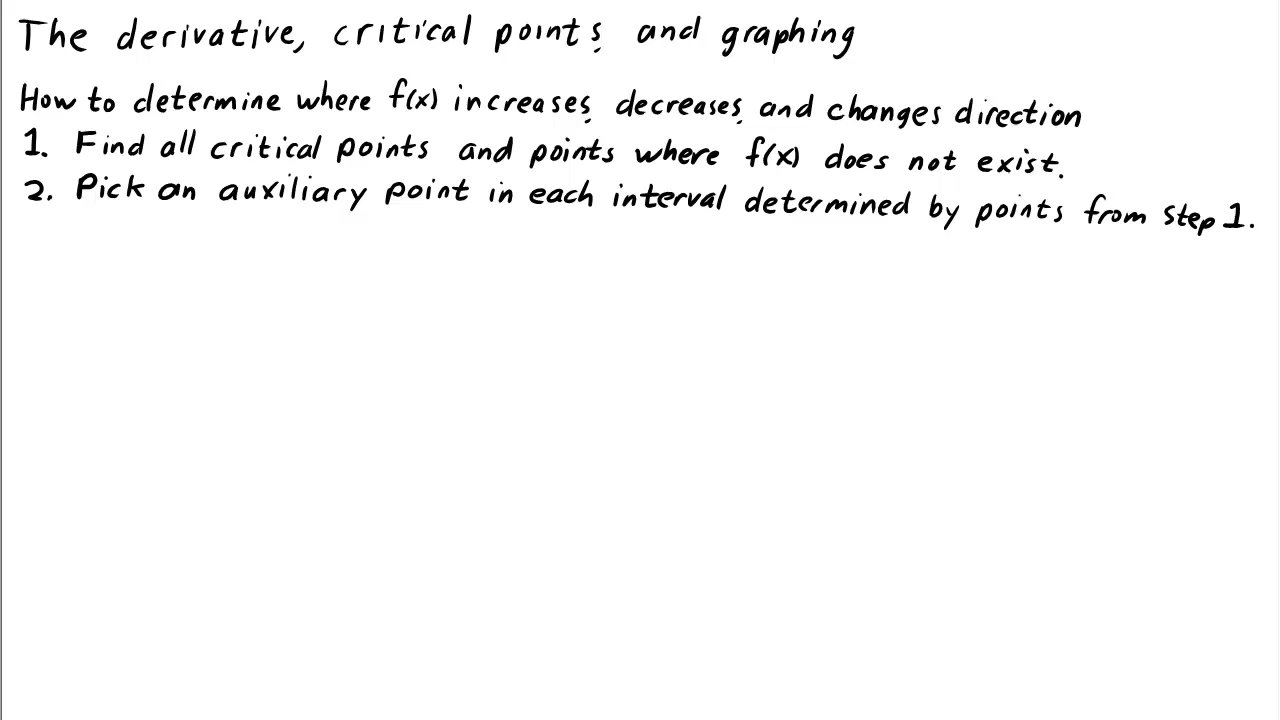 The derivative, critical points, and graphing
How to determine where f(x) increases, decreases, and changes direction
1. Find all critical points and points where f(x) does not exist.
2. Pick an auxiliary point in each interval determined by points from step 1.